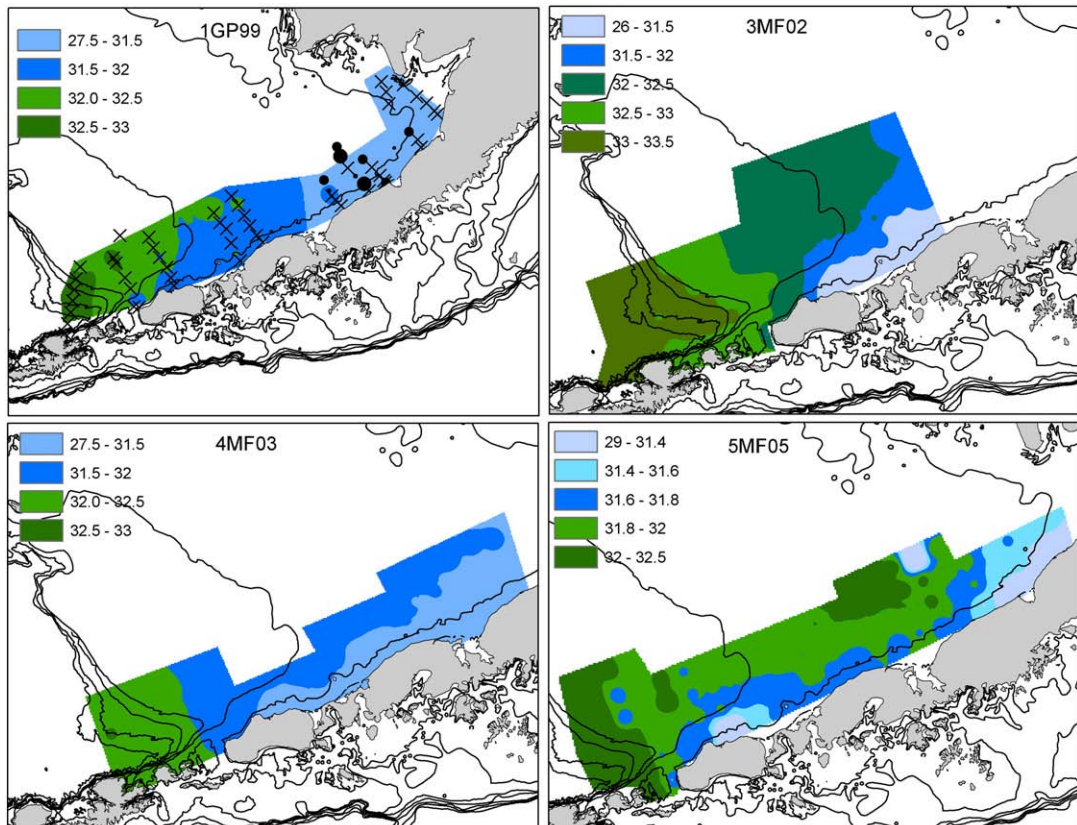 1GP99
27.5 - 31.5
31.5 - 32
32.0 - 32.5
32.5 - 33
3MF02
26 - 31.5
31.5 - 32
32 - 32.5
32.5 - 33
33 - 33.5
4MF03
27.5 - 31.5
31.5 - 32
32.0 - 32.5
32.5 - 33
5MF05
29 - 31.4
31.4 - 31.6
31.6 - 31.8
31.8 - 32
32 - 32.5